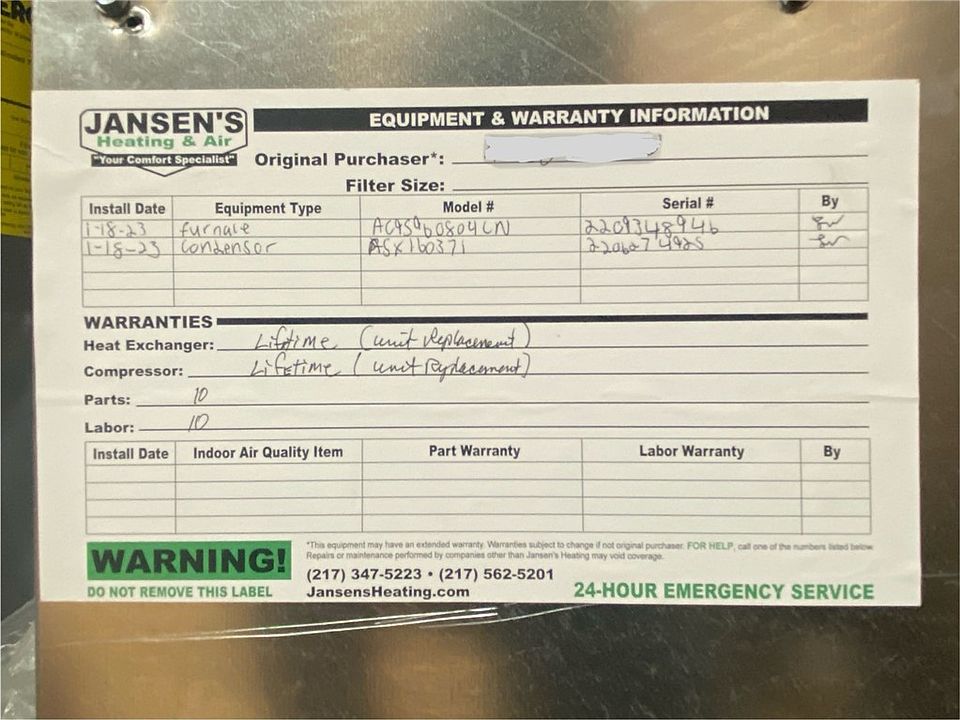 JANSEN'S
Heating & Air
"Your Comfort Specialist"
EQUIPMENT & WARRANTY INFORMATION
Original Purchaser*:
Filter Size:
Install Date Equipment Type Model # Serial # By
1-18-23 furnace AC9S960804CN 2209348946
1-18-23 Condensor ASX160371 2206274925
WARRANTIES
Heat Exchanger: Lifetime (unit Replacement)
Compressor: Lifetime (unit Replacement)
Parts: 10
Labor: 10
Install Date Indoor Air Quality Item Part Warranty Labor Warranty By
WARNING!
DO NOT REMOVE THIS LABEL
*This equipment may have an extended warranty. Warranties subject to change if not original purchaser. FOR HELP, call one of the numbers listed below.
Repairs or maintenance performed by companies other than Jansen's Heating may void coverage.
(217) 347-5223 • (217) 562-5201
JansensHeating.com
24-HOUR EMERGENCY SERVICE